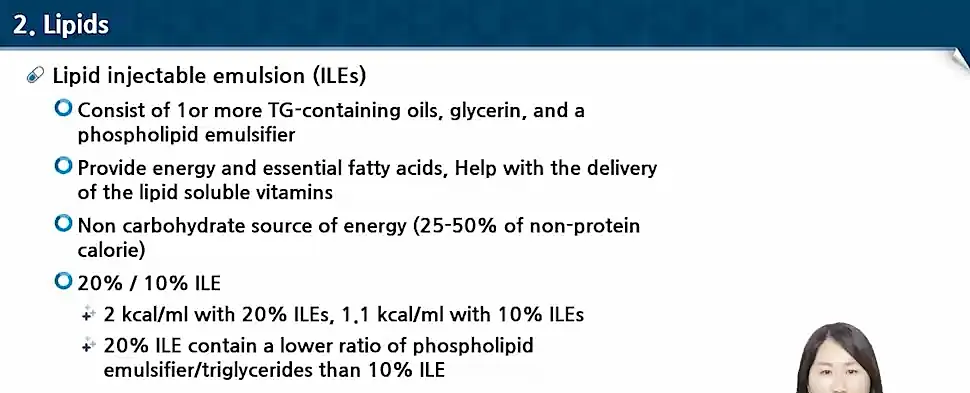 2. Lipids
Lipid injectable emulsion (ILEs)
Consist of 1or more TG-containing oils, glycerin, and a
phospholipid emulsifier
Provide energy and essential fatty acids, Help with the delivery
of the lipid soluble vitamins
Non carbohydrate source of energy (25-50% of non-protein
calorie)
20% / 10% ILE
2 kcal/ml with 20% ILEs, 1.1 kcal/ml with 10% ILEs
20% ILE contain a lower ratio of phospholipid
emulsifier/triglycerides than 10% ILE